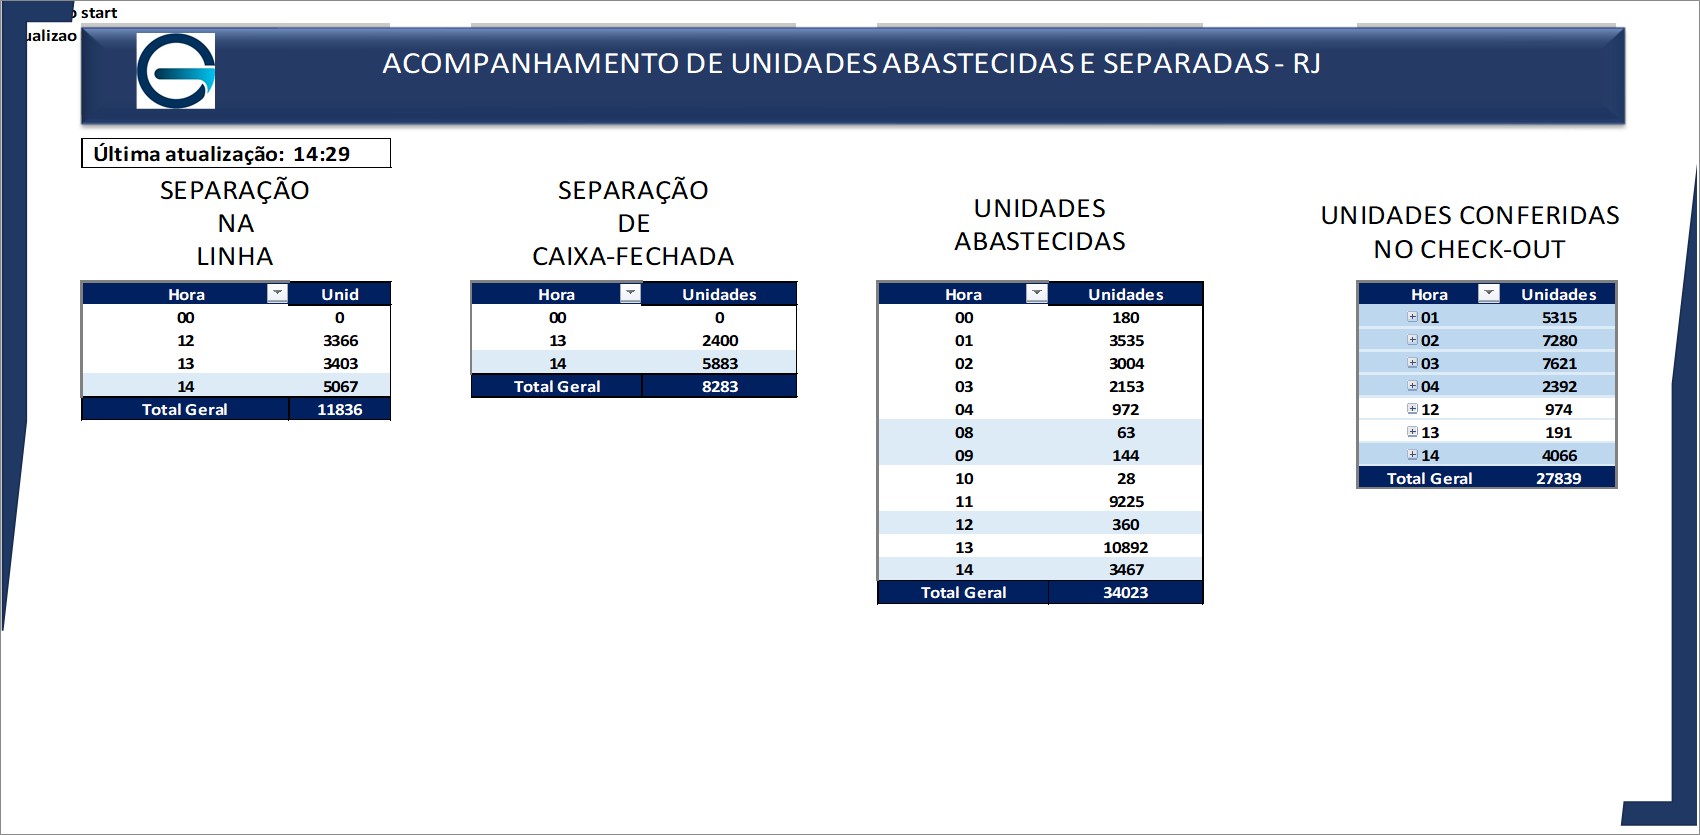 start
ualizao
ACOMPANHAMENTO DE UNIDADES ABASTECIDAS E SEPARADAS - RJ
Última atualização: 14:29
SEPARAÇÃO
NA
LINHA
Hora Unid
00 0
12 3366
13 3403
14 5067
Total Geral 11836
SEPARAÇÃO
DE
CAIXA-FECHADA
Hora Unidades
00 0
13 2400
14 5883
Total Geral 8283
UNIDADES
ABASTECIDAS
Hora Unidades
00 180
01 3535
02 3004
03 2153
04 972
08 63
09 144
10 28
11 9225
12 360
13 10892
14 3467
Total Geral 34023
UNIDADES CONFERIDAS
NO CHECK-OUT
Hora Unidades
01 5315
02 7280
03 7621
04 2392
12 974
13 191
14 4066
Total Geral 27839